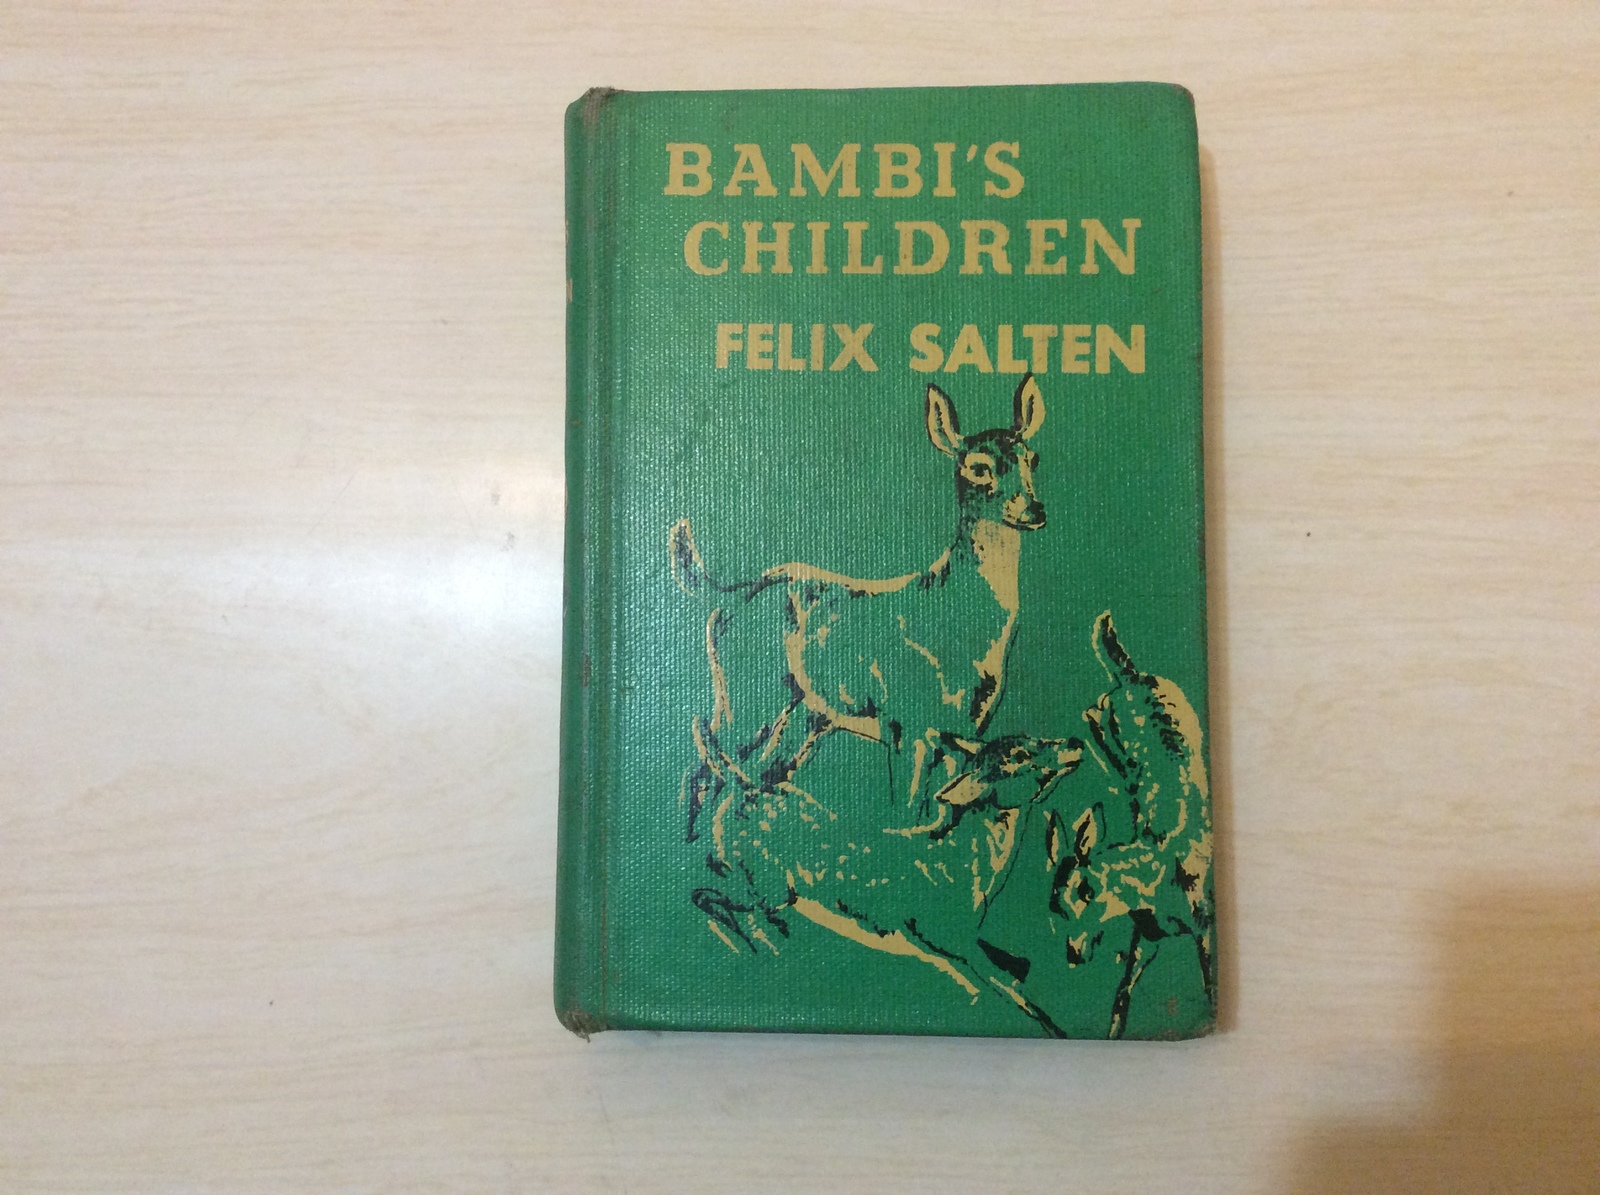 BAMBI'S
CHILDREN
FELIX SALTEN